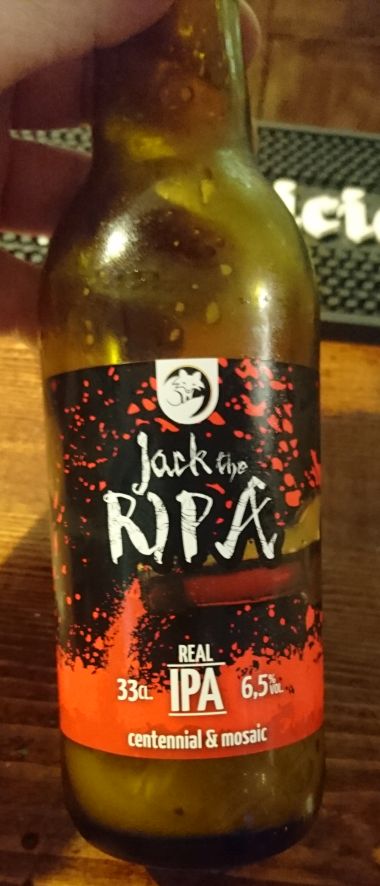 Jack the
RIPA
REAL
33CL. IPA 6,5% VOL.
centennial & mosaic